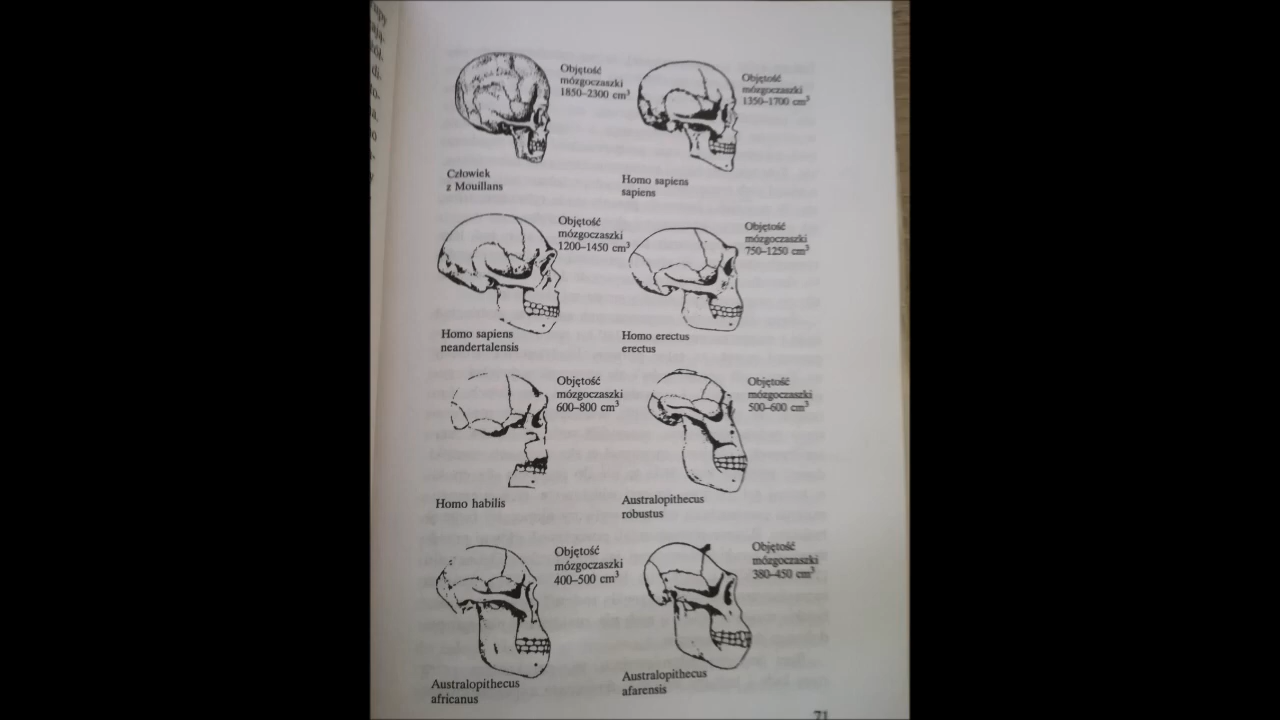 Objętość
mózgoczaszki
1850–2300 cm³
Człowiek
z Mouillans
Objętość
mózgoczaszki
1350–1700 cm³
Homo sapiens
sapiens
Objętość
mózgoczaszki
1200–1450 cm³
Homo sapiens
neandertalensis
Objętość
mózgoczaszki
750–1250 cm³
Homo erectus
erectus
Objętość
mózgoczaszki
600–800 cm³
Homo habilis
Objętość
mózgoczaszki
500–600 cm³
Australopithecus
robustus
Objętość
mózgoczaszki
400–500 cm³
Australopithecus
africanus
Objętość
mózgoczaszki
380–450 cm³
Australopithecus
afarensis
71